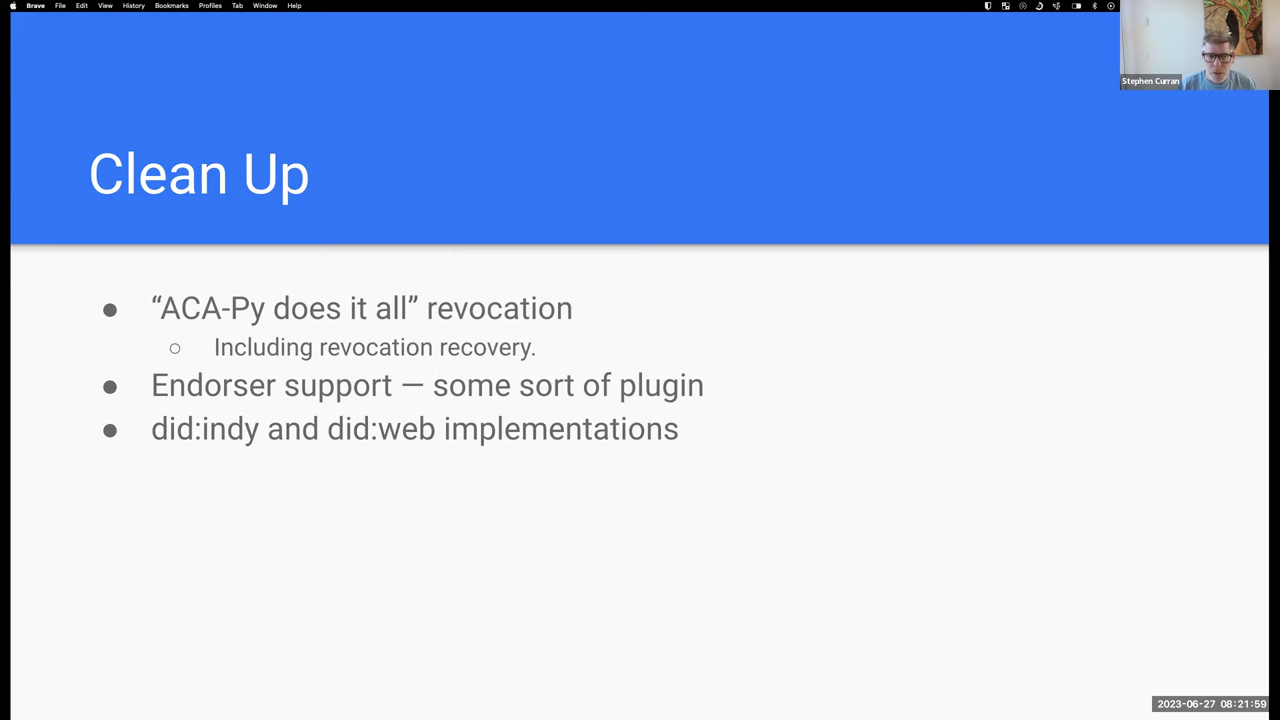 Brave File Edit View History Bookmarks Profiles Tab Window Help
Stephen Curran
Clean Up
“ACA-Py does it all” revocation
Including revocation recovery.
Endorser support — some sort of plugin
did:indy and did:web implementations
2023-06-27 08:21:59